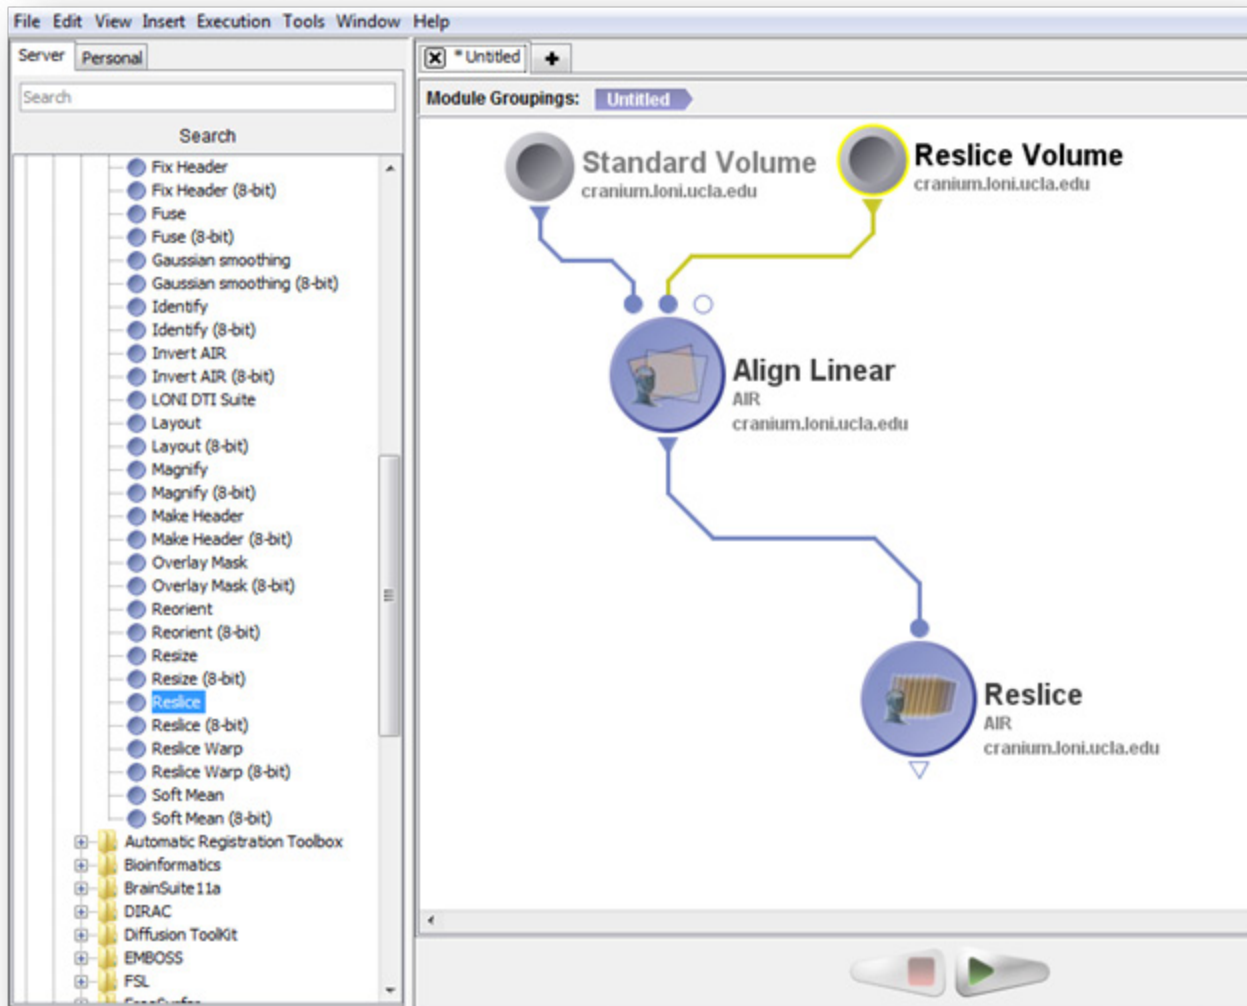 File Edit View Insert Execution Tools Window Help
Server Personal
Search
Search
Fix Header
Fix Header (8-bit)
Fuse
Fuse (8-bit)
Gaussian smoothing
Gaussian smoothing (8-bit)
Identify
Identify (8-bit)
Invert AIR
Invert AIR (8-bit)
LONI DTI Suite
Layout
Layout (8-bit)
Magnify
Magnify (8-bit)
Make Header
Make Header (8-bit)
Overlay Mask
Overlay Mask (8-bit)
Reorient
Reorient (8-bit)
Resize
Resize (8-bit)
Reslice
Reslice (8-bit)
Reslice Warp
Reslice Warp (8-bit)
Soft Mean
Soft Mean (8-bit)
Automatic Registration Toolbox
Bioinformatics
BrainSuite11a
DIRAC
Diffusion ToolKit
EMBOSS
FSL
* Untitled
Module Groupings: Untitled
Standard Volume
cranium.loni.ucla.edu
Reslice Volume
cranium.loni.ucla.edu
Align Linear
AIR
cranium.loni.ucla.edu
Reslice
AIR
cranium.loni.ucla.edu